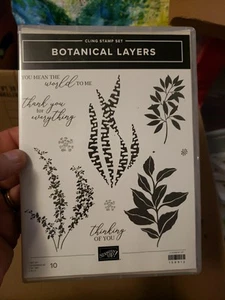 CLING STAMP SET
BOTANICAL LAYERS
YOU MEAN THE
world TO ME
thank you
for
everything
thinking
OF YOU
10